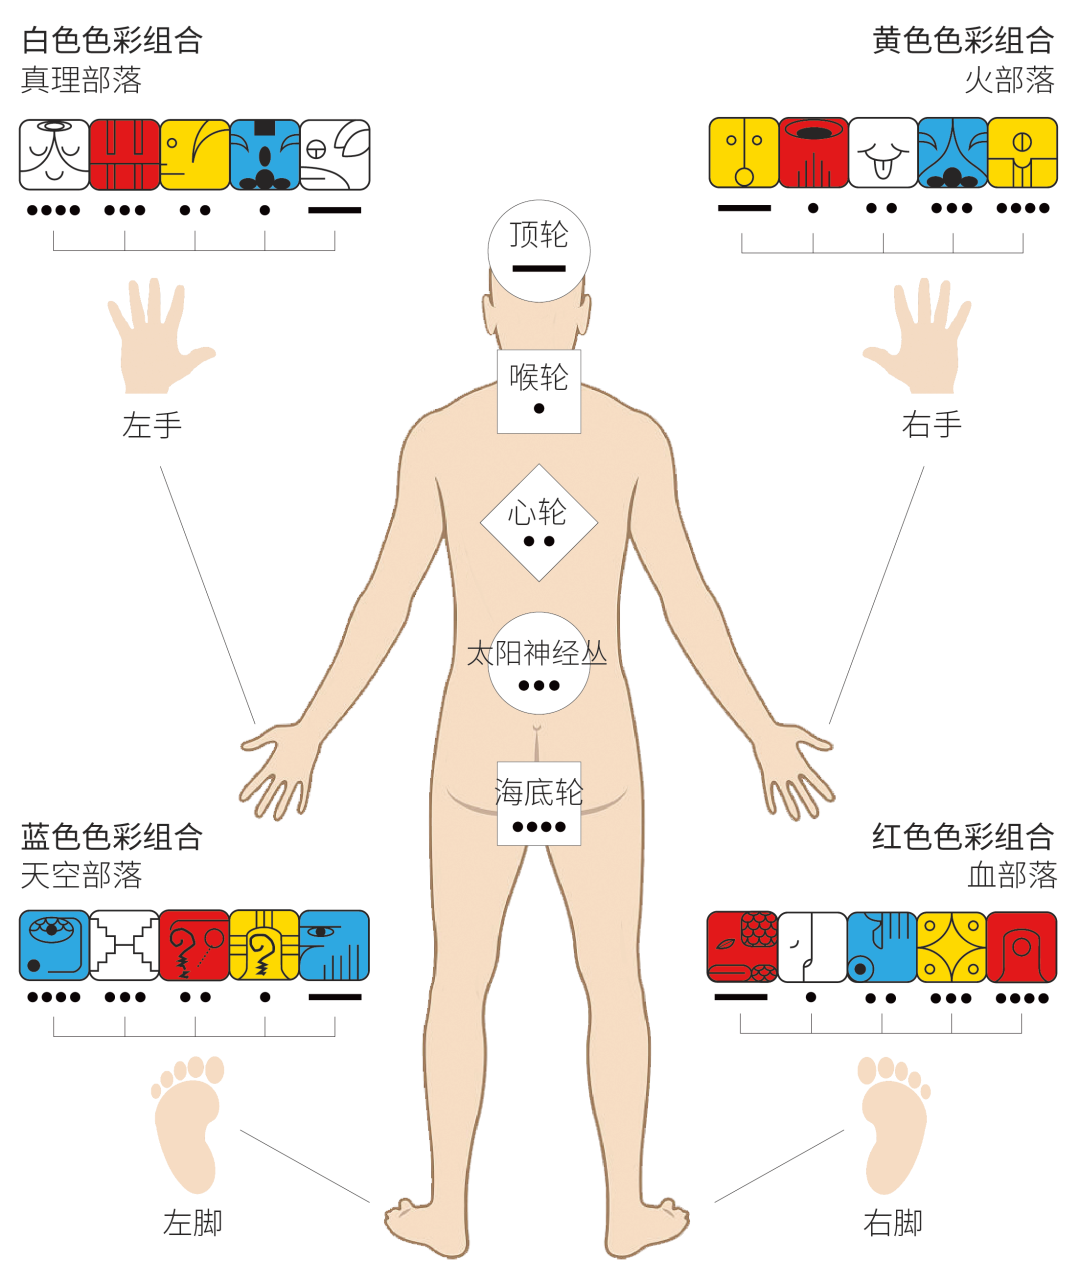 白色色彩组合
真理部落
黄色色彩组合
火部落
顶轮
喉轮
左手
右手
心轮
太阳神经丛
海底轮
蓝色色彩组合
天空部落
红色色彩组合
血部落
左脚
右脚